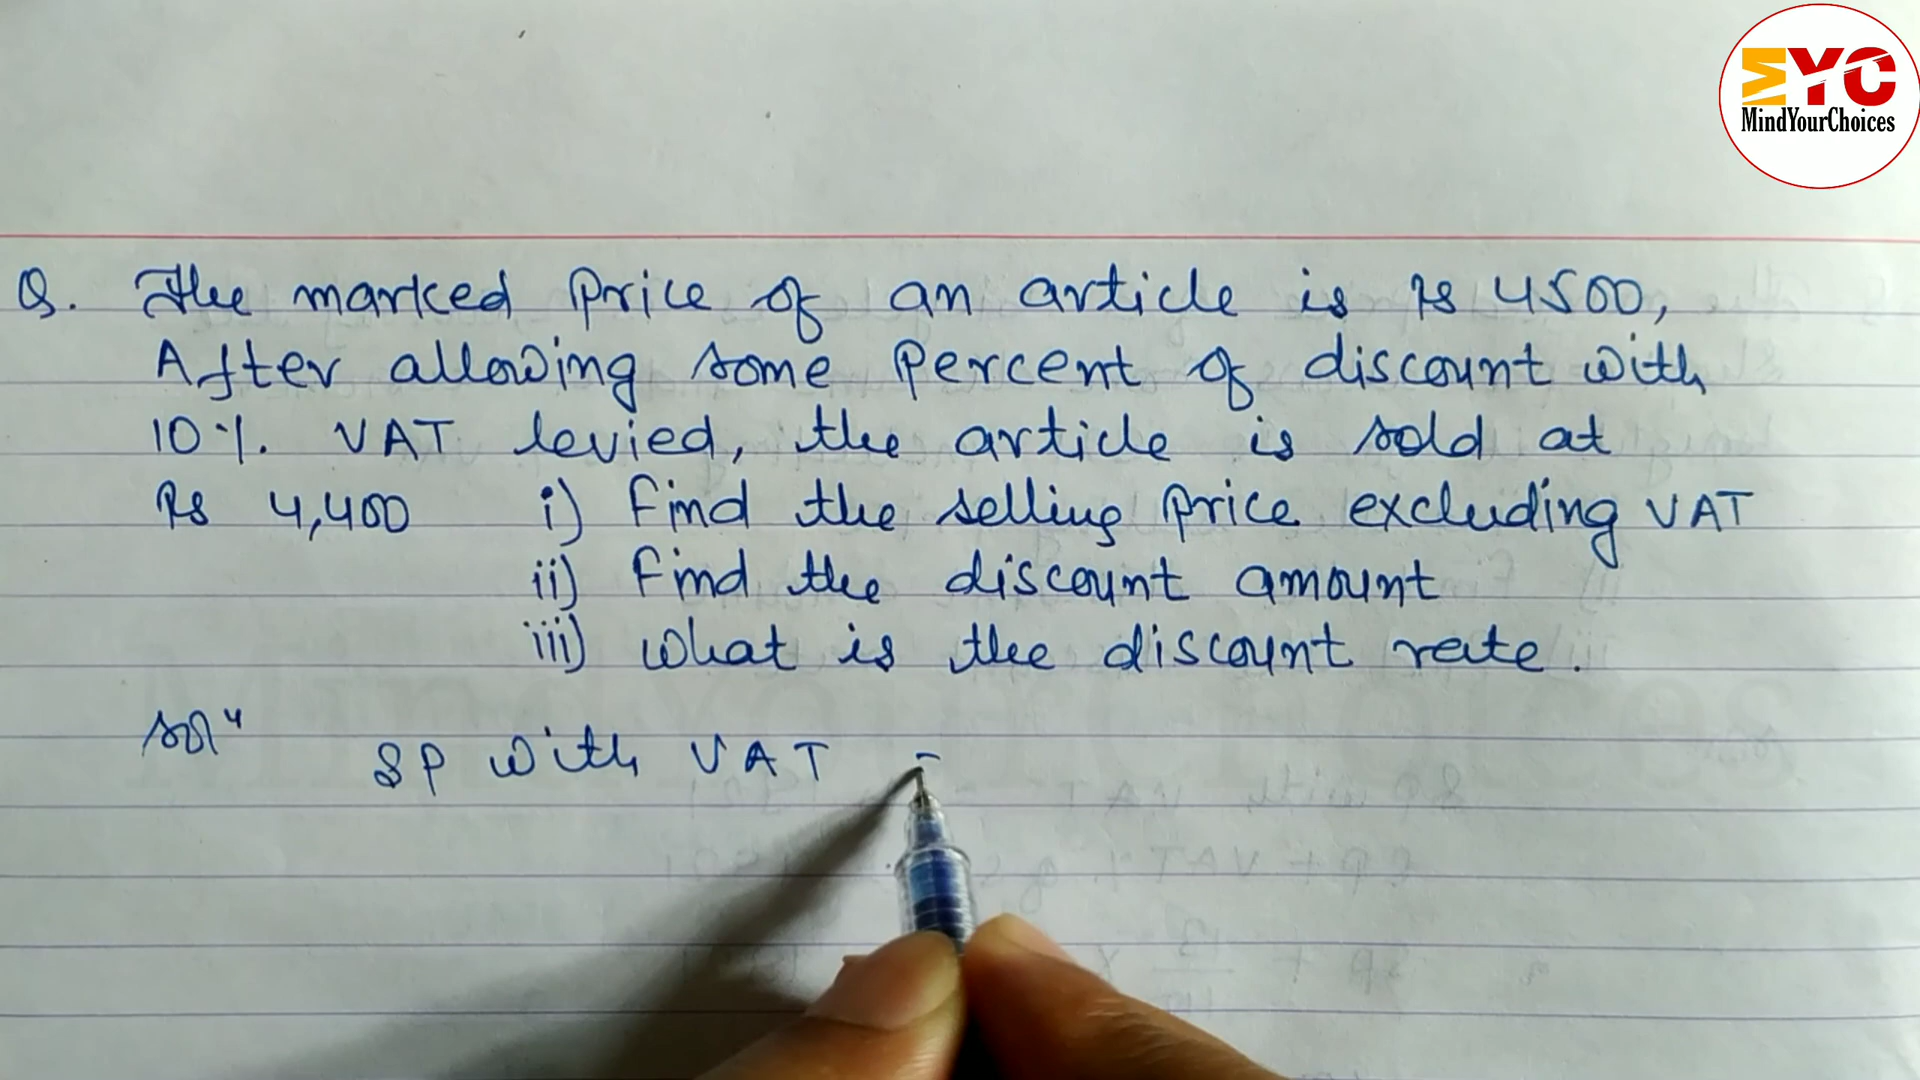 MYC
MindYourChoices
Q. The marked price of an article is Rs 4500,
After allowing some percent of discount with
10%. VAT levied, the article is sold at
Rs 4,400 i) Find the selling price excluding VAT
ii) Find the discount amount
iii) What is the discount rate.
Solⁿ
SP with VAT =